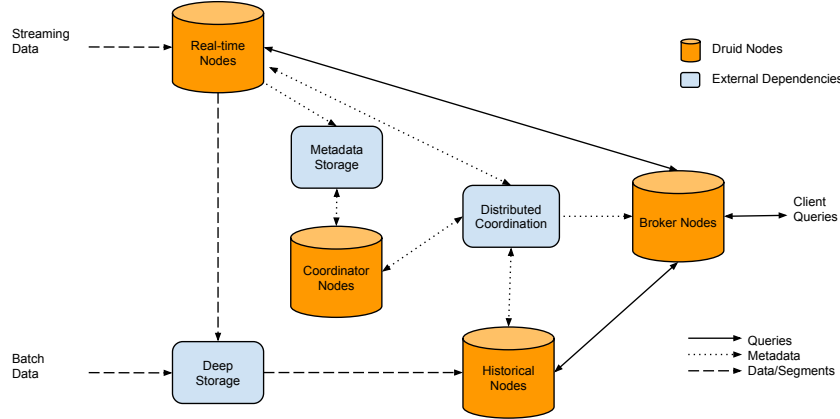 Streaming
Data
Real-time
Nodes
Druid Nodes
External Dependencies
Metadata
Storage
Distributed
Coordination
Broker Nodes
Client
Queries
Coordinator
Nodes
Batch
Data
Deep
Storage
Historical
Nodes
Queries
Metadata
Data/Segments